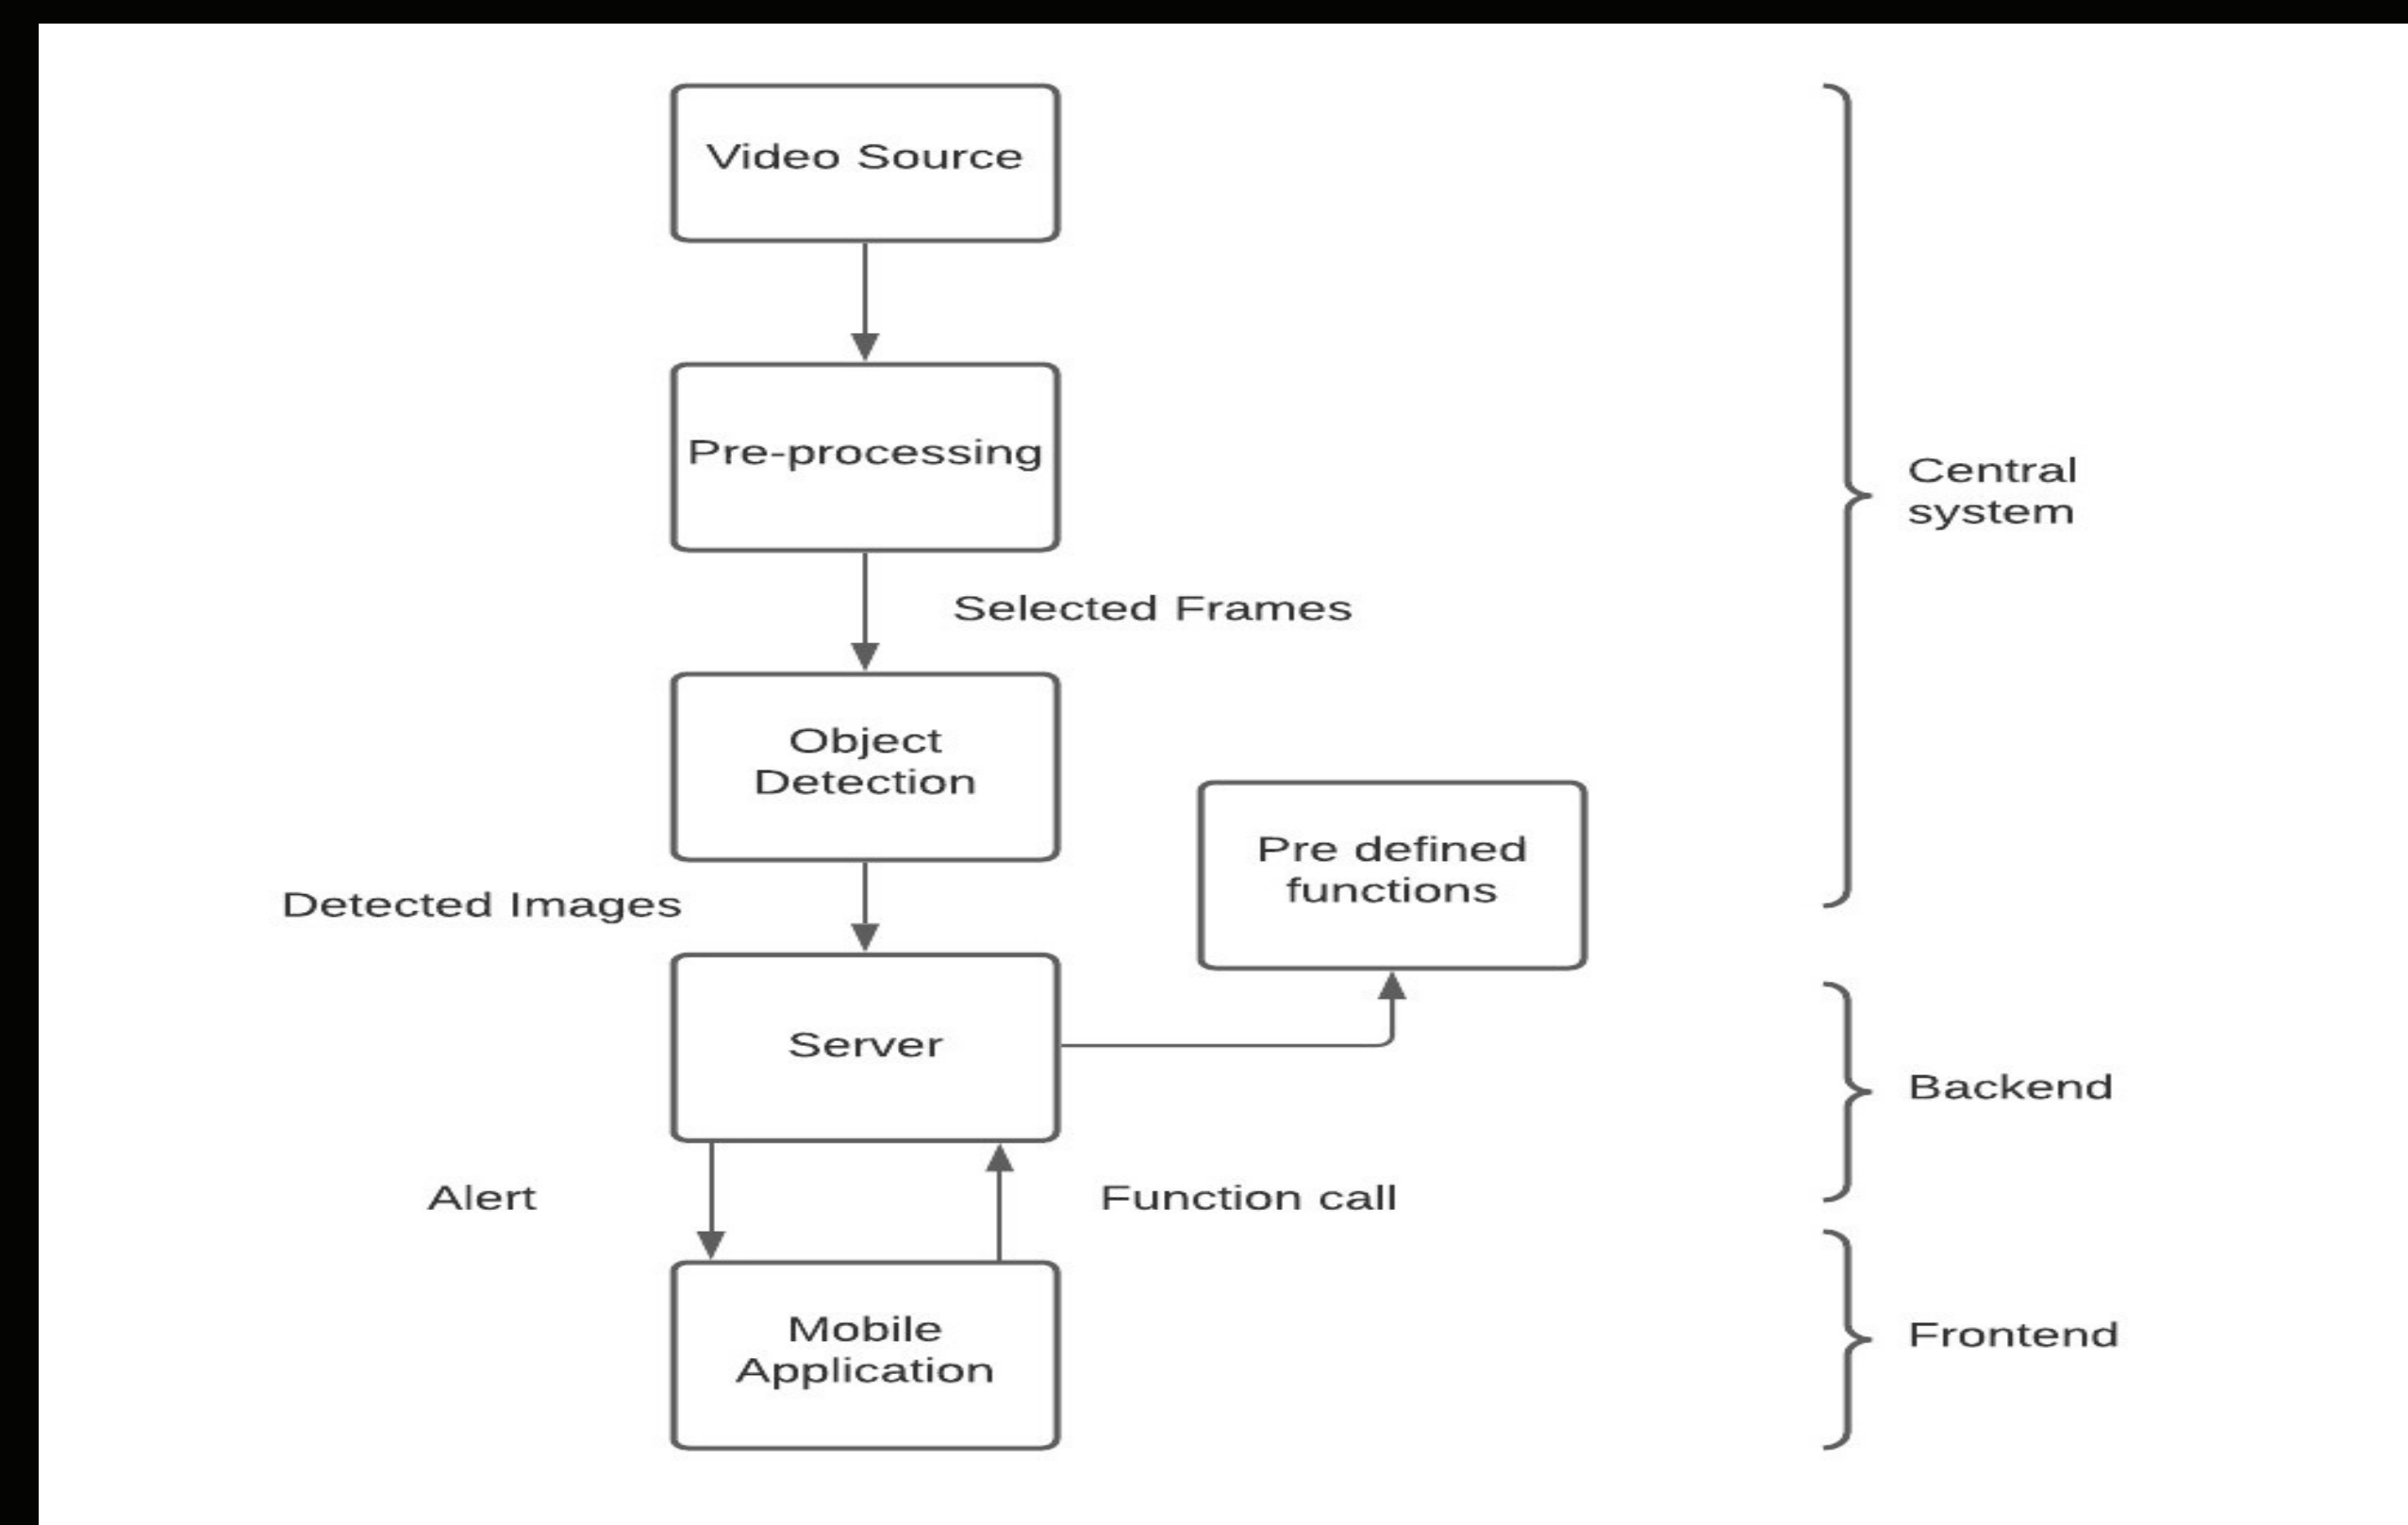 Video Source
Pre-processing
Central
system
Selected Frames
Object
Detection
Pre defined
functions
Detected Images
Server
Backend
Alert
Function call
Mobile
Application
Frontend